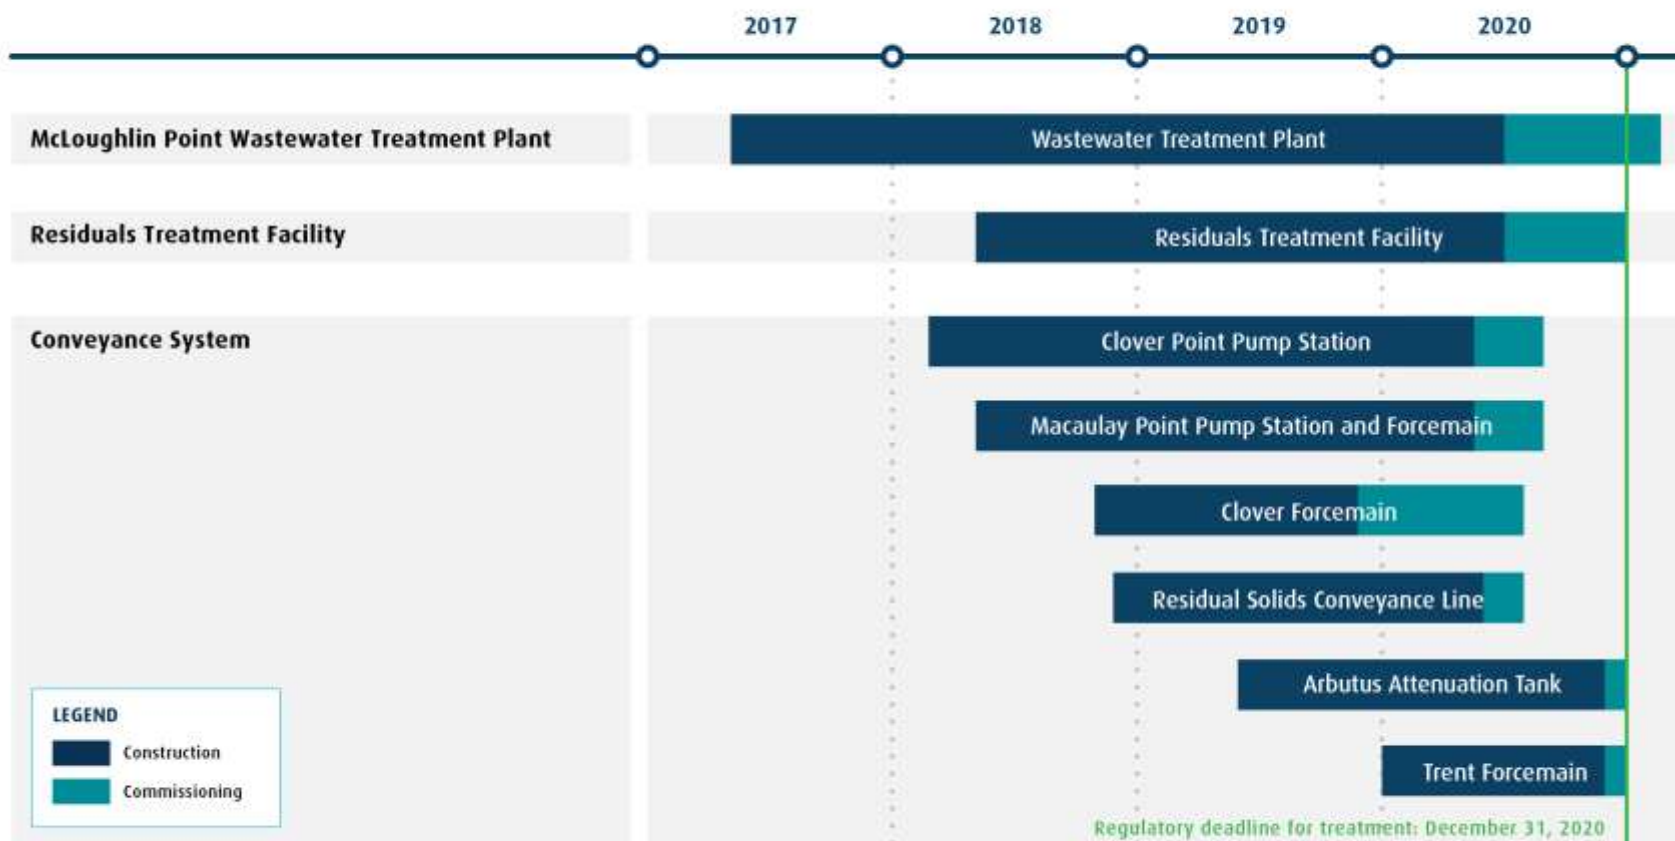 2017 2018 2019 2020
McLoughlin Point Wastewater Treatment Plant
Wastewater Treatment Plant
Residuals Treatment Facility
Residuals Treatment Facility
Conveyance System
Clover Point Pump Station
Macaulay Point Pump Station and Forcemain
Clover Forcemain
Residual Solids Conveyance Line
Arbutus Attenuation Tank
Trent Forcemain
LEGEND
Construction
Commissioning
Regulatory deadline for treatment: December 31, 2020